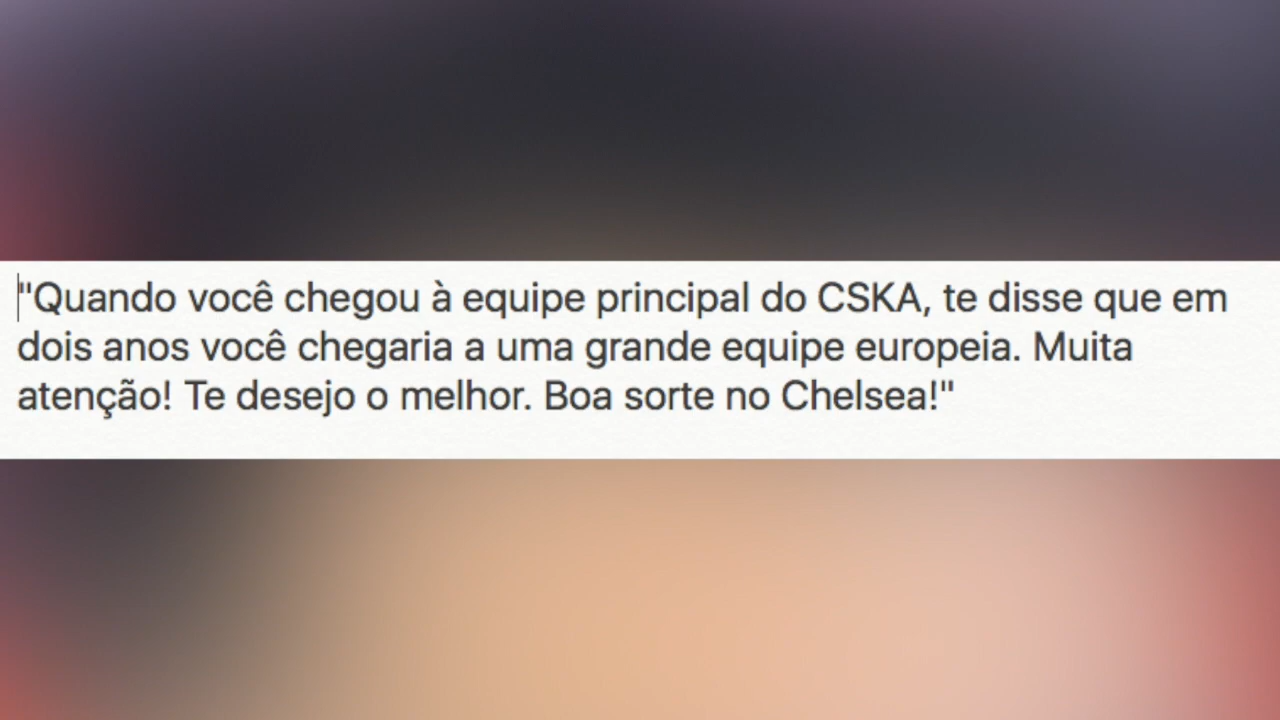 "Quando você chegou à equipe principal do CSKA, te disse que em
dois anos você chegaria a uma grande equipe europeia. Muita
atenção! Te desejo o melhor. Boa sorte no Chelsea!"